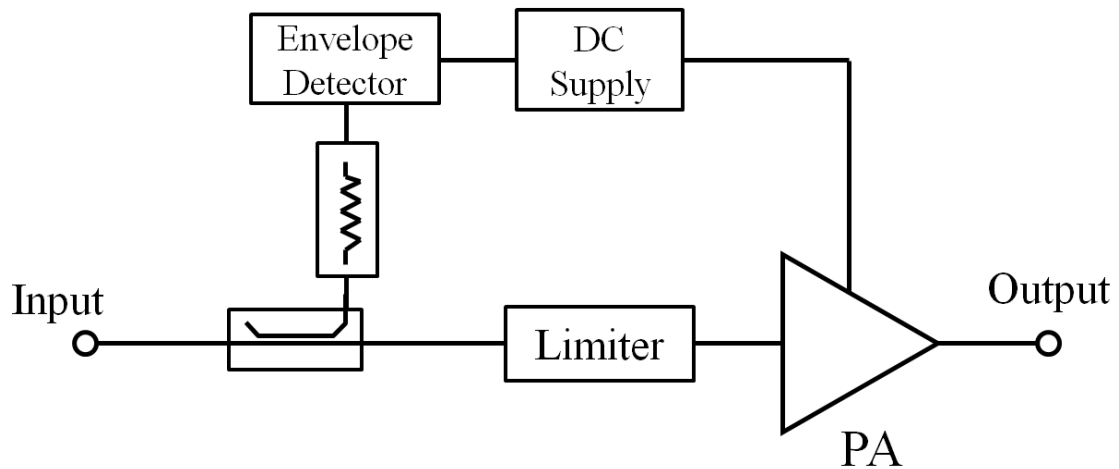 Envelope
Detector
DC
Supply
Input
Limiter
Output
PA